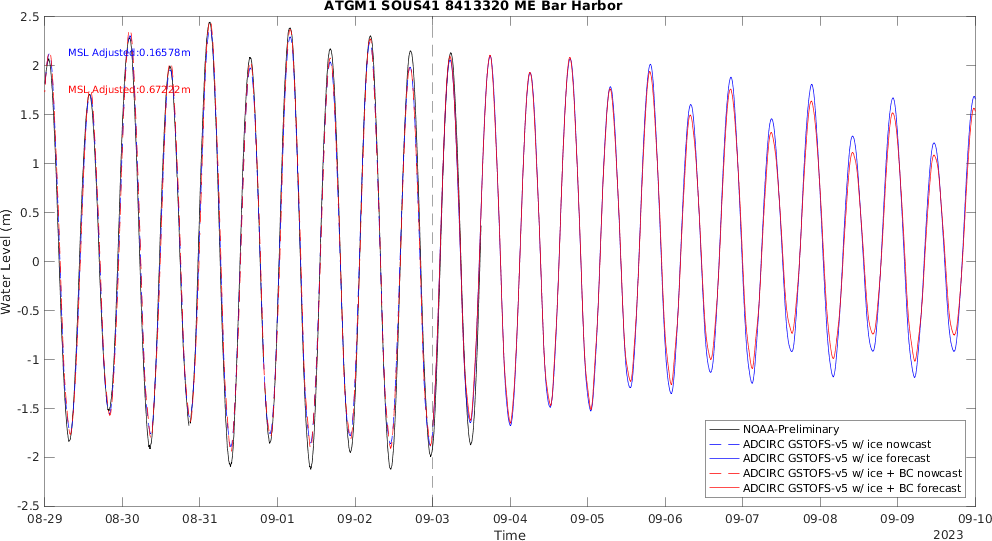 ATGM1 SOUS41 8413320 ME Bar Harbor
MSL Adjusted:0.16578m
MSL Adjusted:0.67222m
Water Level (m)
2.5
2
1.5
1
0.5
0
-0.5
-1
-1.5
-2
-2.5
NOAA-Preliminary
ADCIRC GSTOFS-v5 w/ ice nowcast
ADCIRC GSTOFS-v5 w/ ice forecast
ADCIRC GSTOFS-v5 w/ ice + BC nowcast
ADCIRC GSTOFS-v5 w/ ice + BC forecast
08-29 08-30 08-31 09-01 09-02 09-03 09-04 09-05 09-06 09-07 09-08 09-09 09-10
Time
2023